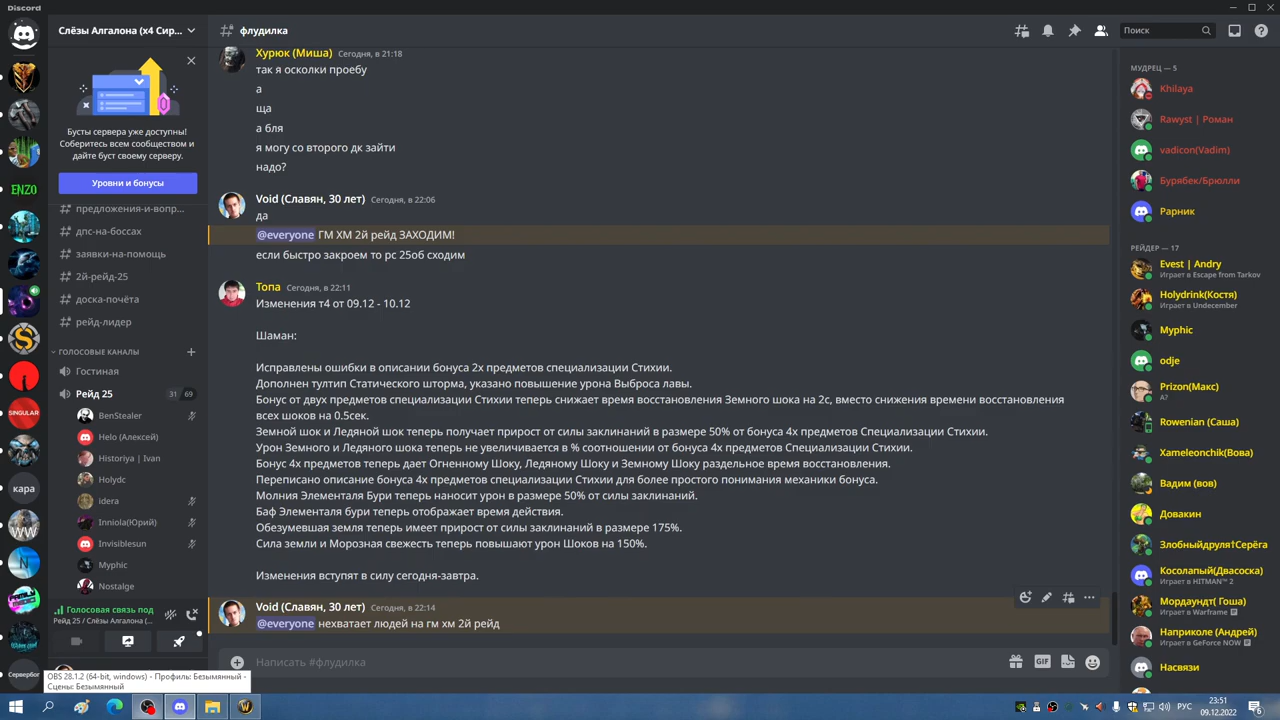 Discord
Слёзы Алгалона (x4 Сир...
флудилка
Поиск
Бусты сервера уже доступны!
Соберитесь всем сообществом и
дайте буст своему серверу.
Уровни и бонусы
предложения-и-вопр...
дпс-на-боссах
заявки-на-помощь
2й-рейд-25
доска-почёта
рейд-лидер
ГОЛОСОВЫЕ КАНАЛЫ
Гостиная
Рейд 25
31 69
BenStealer
Helo (Алексей)
Historiya | Ivan
Holydc
idera
Inniola(Юрий)
Invisiblesun
Myphic
Nostalge
Голосовая связь под
Рейд 25 / Слёзы Алгалона (...
ENZO
SINGULAR
кара
WW
Сервербог
Хурюк (Миша) Сегодня, в 21:18
так я осколки проебу
а
ща
а бля
я могу со второго дк зайти
надо?
Void (Славян, 30 лет) Сегодня, в 22:06
да
@everyone ГМ ХМ 2й рейд ЗАХОДИМ!
если быстро закроем то рс 25об сходим
Топа Сегодня, в 22:11
Изменения т4 от 09.12 - 10.12
Шаман:
Исправлены ошибки в описании бонуса 2х предметов специализации Стихии.
Дополнен тултип Статического шторма, указано повышение урона Выброса лавы.
Бонус от двух предметов специализации Стихии теперь снижает время восстановления Земного шока на 2с, вместо снижения времени восстановления
всех шоков на 0.5сек.
Земной шок и Ледяной шок теперь получает прирост от силы заклинаний в размере 50% от бонуса 4х предметов Специализации Стихии.
Урон Земного и Ледяного шока теперь не увеличивается в % соотношении от бонуса 4х предметов Специализации Стихии.
Бонус 4х предметов теперь дает Огненному Шоку, Ледяному Шоку и Земному Шоку раздельное время восстановления.
Переписано описание бонуса 4х предметов специализации Стихии для более простого понимания механики бонуса.
Молния Элементаля Бури теперь наносит урон в размере 50% от силы заклинаний.
Баф Элементаля бури теперь отображает время действия.
Обезумевшая земля теперь имеет прирост от силы заклинаний в размере 175%.
Сила земли и Морозная свежесть теперь повышают урон Шоков на 150%.
Изменения вступят в силу сегодня-завтра.
Void (Славян, 30 лет) Сегодня, в 22:14
@everyone нехватает людей на гм хм 2й рейд
Написать #флудилка
GIF
МУДРЕЦ — 5
Khilaya
Rawyst | Роман
vadicon(Vadim)
Бурябек/Брюлли
Рарник
РЕЙДЕР — 17
Evest | Andry
Играет в Escape from Tarkov
Holydrink(Костя)
Играет в Undecember
Myphic
odje
Prizon(Макс)
А?
Rowenian (Саша)
Xameleonchik(Вова)
Вадим (вов)
Довакин
Злобныйдруля†Серёга
Косолапый(Двасоска)
Играет в HITMAN™ 2
Мордаундт( Гоша)
Играет в Warframe
Наприколе (Андрей)
Играет в GeForce NOW
Насвязи
OBS 28.1.2 (64-bit, windows) - Профиль: Безымянный -
Сцены: Безымянный
РУС
23:51
09.12.2022
6